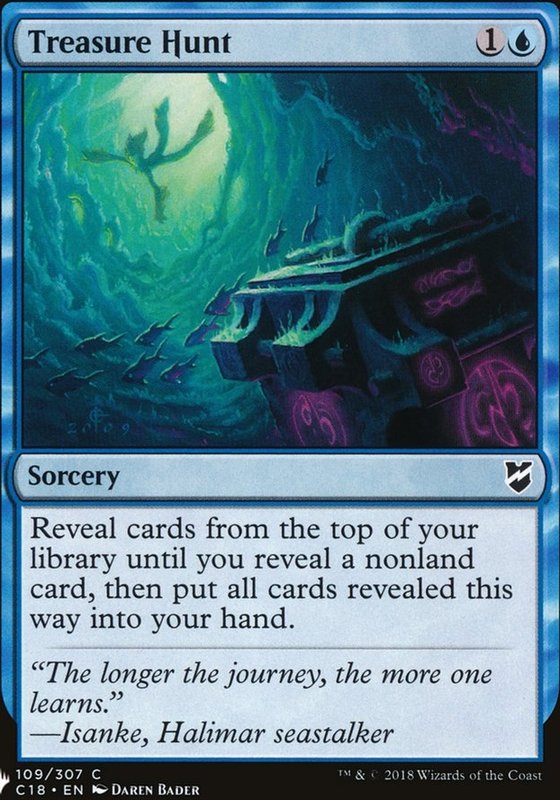 Treasure Hunt
1
2009
Sorcery
Reveal cards from the top of your
library until you reveal a nonland
card, then put all cards revealed this
way into your hand.
“The longer the journey, the more one
learns.”
—Isanke, Halimar seastalker
109/307 C
C18 • EN Daren Bader
™ & © 2018 Wizards of the Coast